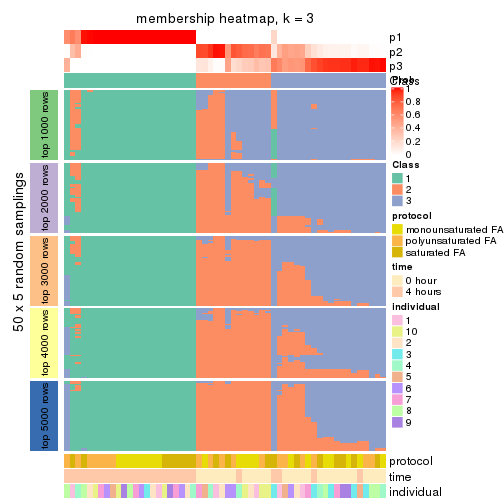 membership heatmap, k = 3
p1
p2
p3
Class
Prob
1
0.8
0.6
0.4
0.2
0
Class
1
2
3
protocol
monounsaturated FA
polyunsaturated FA
saturated FA
time
0 hour
4 hours
individual
1
10
2
3
4
5
6
7
8
9
50 x 5 random samplings
top 1000 rows
top 2000 rows
top 3000 rows
top 4000 rows
top 5000 rows
protocol
time
individual